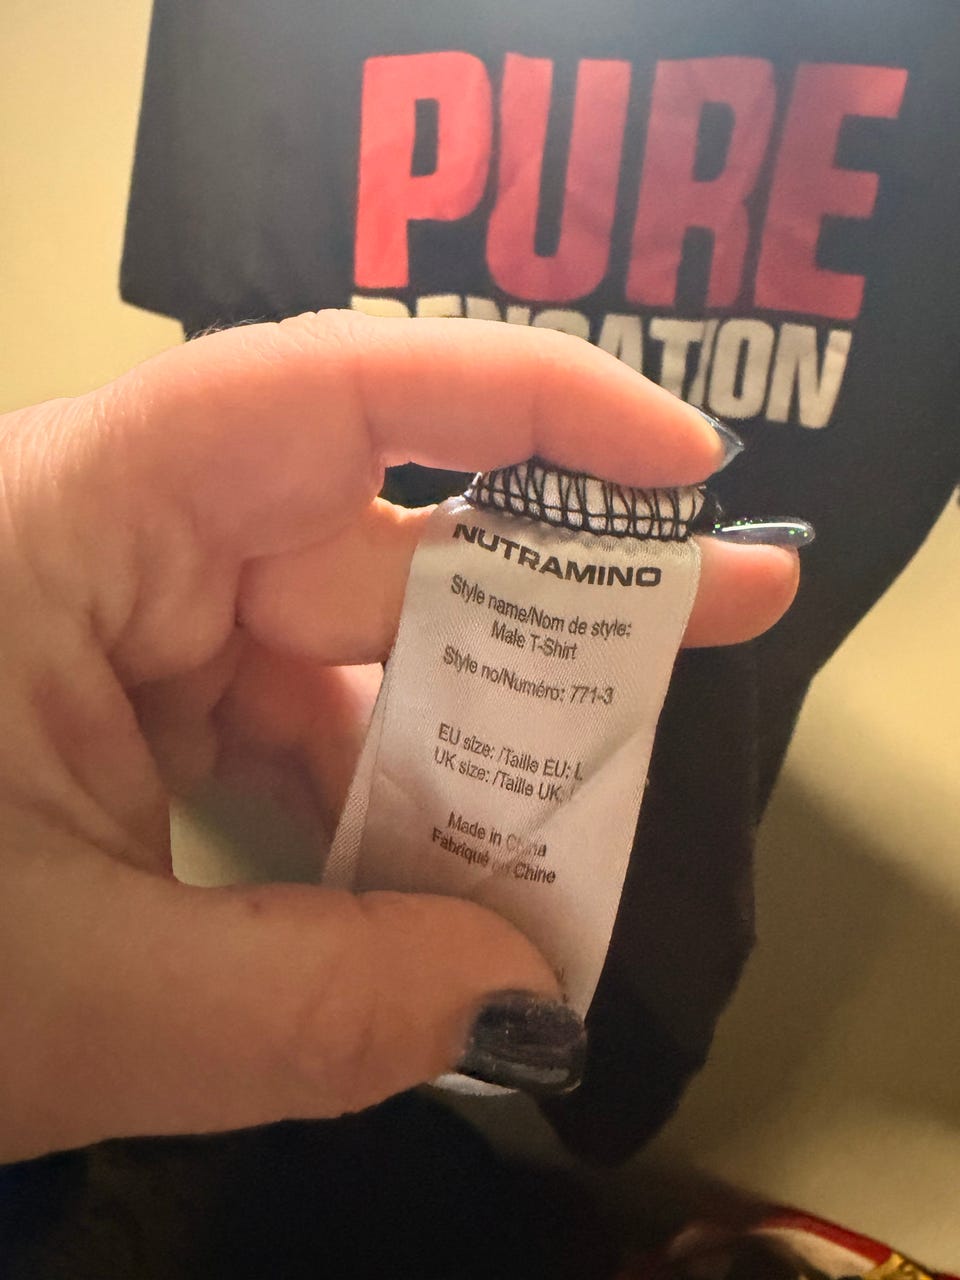 PURE
NUTRAMINO
Style name/Nom de style:
Male T-Shirt
Style no/Numéro: 771-3
EU size: /Taille EU: L
UK size: /Taille UK:
Made in China
Fabriqué en Chine